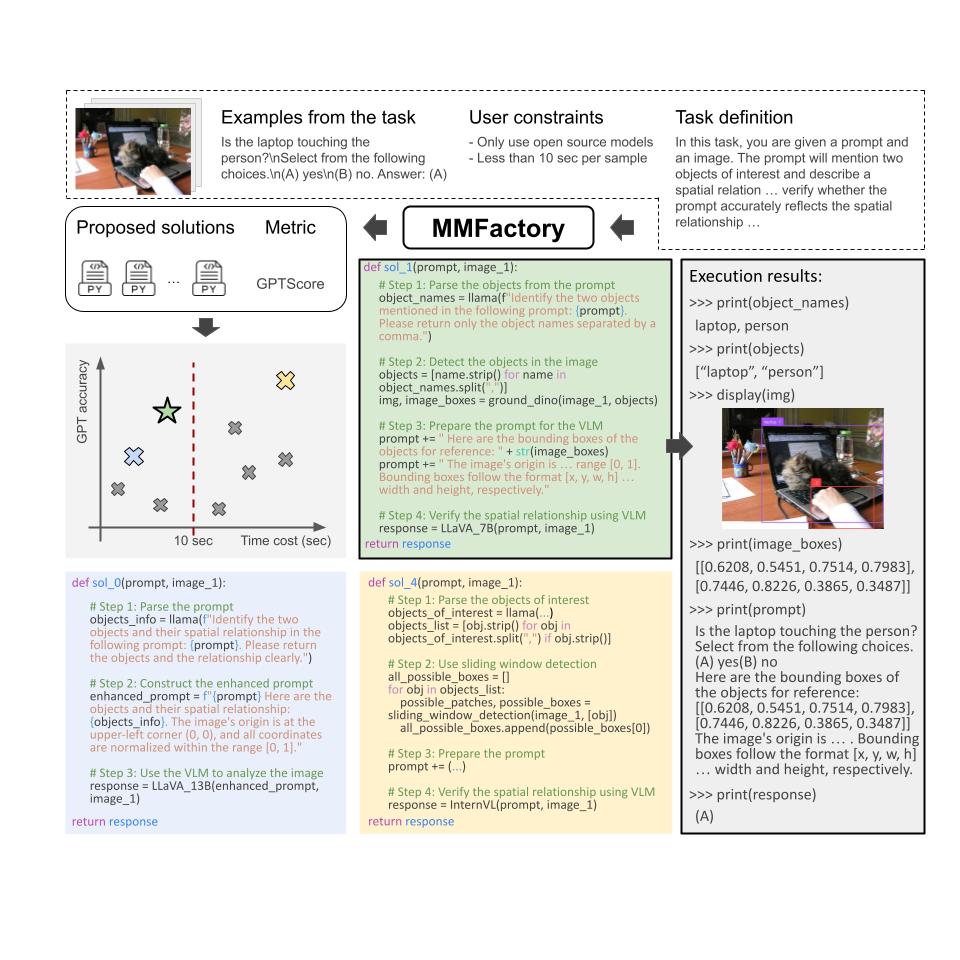 Examples from the task
Is the laptop touching the
person?\nSelect from the following
choices.\n(A) yes\n(B) no. Answer: (A)
User constraints
- Only use open source models
- Less than 10 sec per sample
Task definition
In this task, you are given a prompt and
an image. The prompt will mention two
objects of interest and describe a
spatial relation … verify whether the
prompt accurately reflects the spatial
relationship …
MMFactory
Proposed solutions
Metric
PY
PY
...
PY
GPTScore
GPT accuracy
10 sec
Time cost (sec)
def sol_1(prompt, image_1):
# Step 1: Parse the objects from the prompt
object_names = llama(f"Identify the two objects
mentioned in the following prompt: {prompt}.
Please return only the object names separated by a
comma.")
# Step 2: Detect the objects in the image
objects = [name.strip() for name in
object_names.split(",")]
img, image_boxes = ground_dino(image_1, objects)
# Step 3: Prepare the prompt for the VLM
prompt += " Here are the bounding boxes of the
objects for reference: " + str(image_boxes)
prompt += " The image's origin is … range [0, 1].
Bounding boxes follow the format [x, y, w, h] …
width and height, respectively."
# Step 4: Verify the spatial relationship using VLM
response = LLaVA_7B(prompt, image_1)
return response
Execution results:
>>> print(object_names)
laptop, person
>>> print(objects)
[“laptop”, “person”]
>>> display(img)
>>> print(image_boxes)
[[0.6208, 0.5451, 0.7514, 0.7983],
[0.7446, 0.8226, 0.3865, 0.3487]]
>>> print(prompt)
Is the laptop touching the person?
Select from the following choices.
(A) yes(B) no
Here are the bounding boxes of
the objects for reference:
[[0.6208, 0.5451, 0.7514, 0.7983],
[0.7446, 0.8226, 0.3865, 0.3487]]
The image's origin is … . Bounding
boxes follow the format [x, y, w, h]
… width and height, respectively.
>>> print(response)
(A)
def sol_0(prompt, image_1):
# Step 1: Parse the prompt
objects_info = llama(f"Identify the two
objects and their spatial relationship in the
following prompt: {prompt}. Please return
the objects and the relationship clearly.")
# Step 2: Construct the enhanced prompt
enhanced_prompt = f"{prompt} Here are the
objects and their spatial relationship:
{objects_info}. The image's origin is at the
upper-left corner (0, 0), and all coordinates
are normalized within the range [0, 1]."
# Step 3: Use the VLM to analyze the image
response = LLaVA_13B(enhanced_prompt,
image_1)
return response
def sol_4(prompt, image_1):
# Step 1: Parse the objects of interest
objects_of_interest = llama(...)
objects_list = [obj.strip() for obj in
objects_of_interest.split(",") if obj.strip()]
# Step 2: Use sliding window detection
all_possible_boxes = []
for obj in objects_list:
possible_patches, possible_boxes =
sliding_window_detection(image_1, [obj])
all_possible_boxes.append(possible_boxes[0])
# Step 3: Prepare the prompt
prompt += (...)
# Step 4: Verify the spatial relationship using VLM
response = InternVL(prompt, image_1)
return response